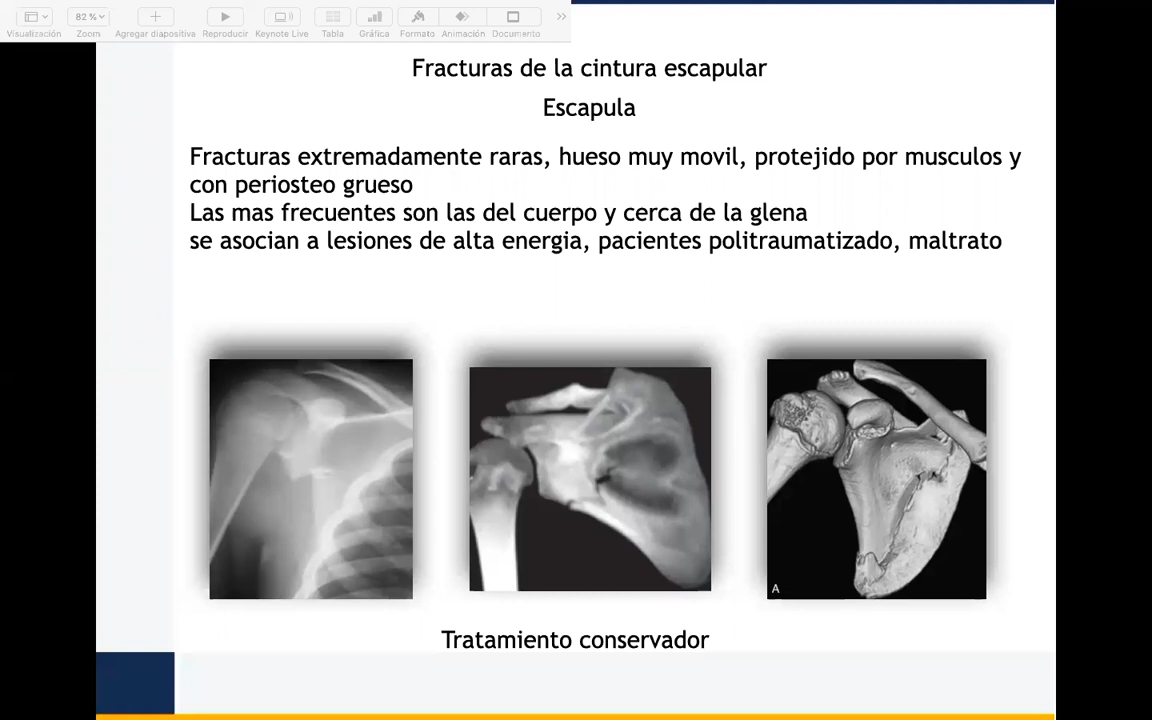 82 %
Visualización Zoom Agregar diapositiva Reproducir Keynote Live Tabla Gráfica Formato Animación Documento
Fracturas de la cintura escapular
Escapula
Fracturas extremadamente raras, hueso muy movil, protejido por musculos y
con periosteo grueso
Las mas frecuentes son las del cuerpo y cerca de la glena
se asocian a lesiones de alta energia, pacientes politraumatizado, maltrato
A
Tratamiento conservador